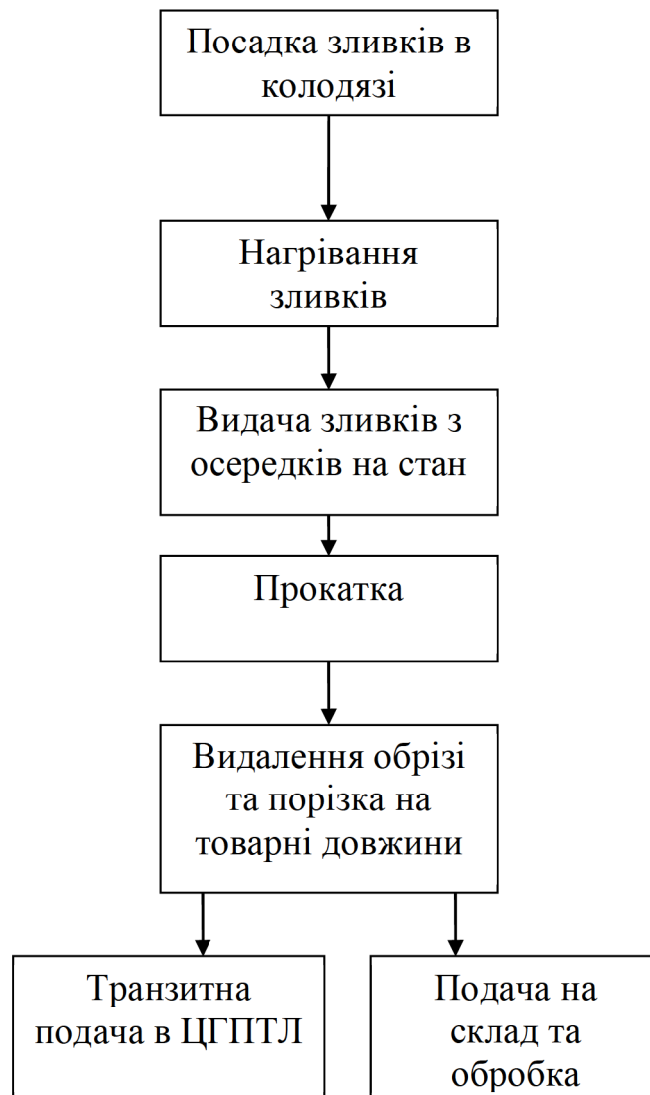 Посадка зливків в
колодязі
Нагрівання
зливків
Видача зливків з
осередків на стан
Прокатка
Видалення обрізі
та порізка на
товарні довжини
Транзитна
подача в ЦГПТЛ
Подача на
склад та
обробка